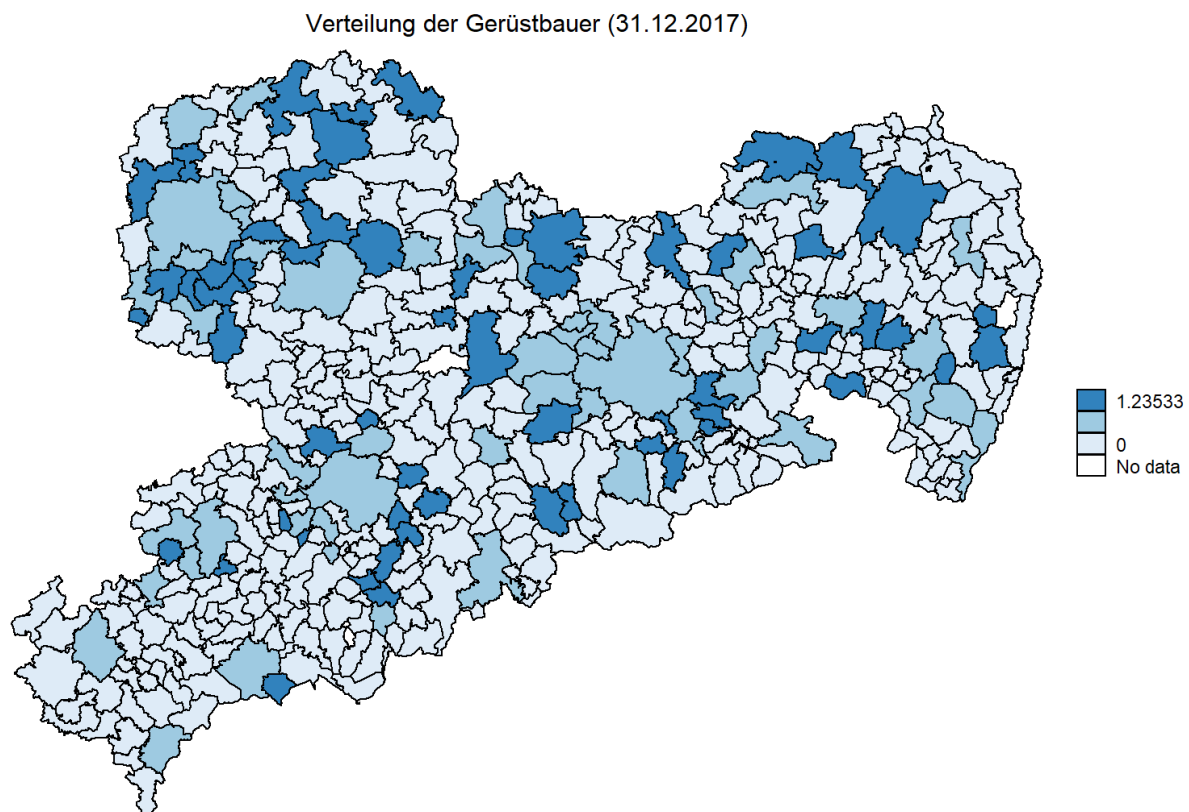 Verteilung der Gerüstbauer (31.12.2017)
1.23533
0
No data